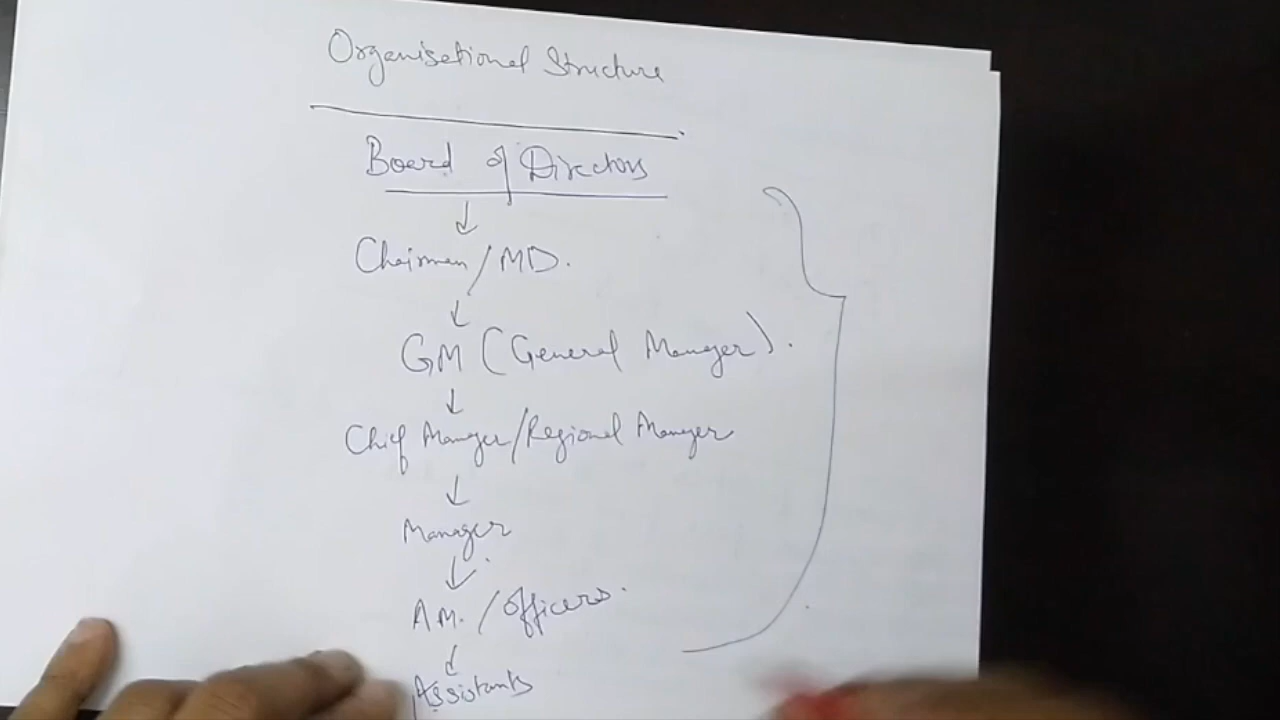 Organisational Structure
Board of Directors
↓
Chairman/MD.
↓
GM (General Manager).
↓
Chief Manager/Regional Manager
↓
Manager
↓
A.M. / Officers.
↓
Assistants